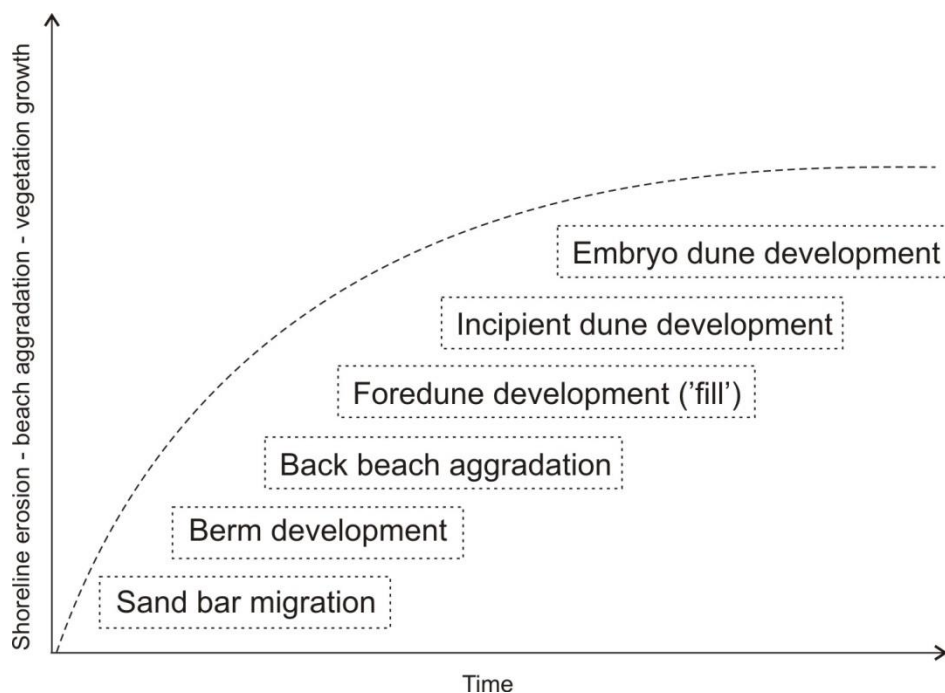 Shoreline erosion - beach aggradation - vegetation growth
Embryo dune development
Incipient dune development
Foredune development ('fill')
Back beach aggradation
Berm development
Sand bar migration
Time